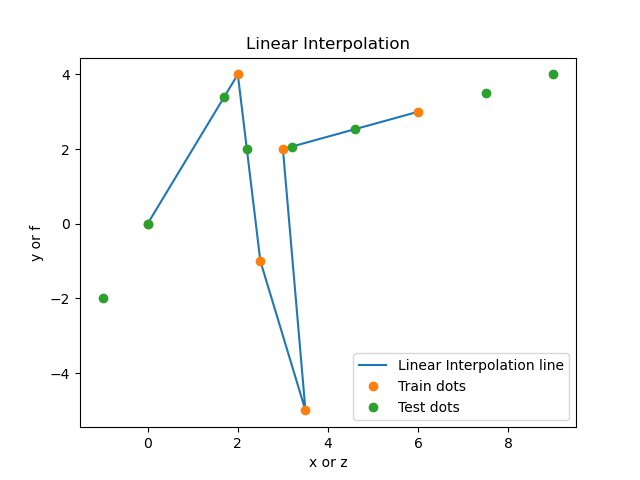 Linear Interpolation
y or f
4
2
0
−2
−4
0 2 4 6 8
x or z
Linear Interpolation line
Train dots
Test dots